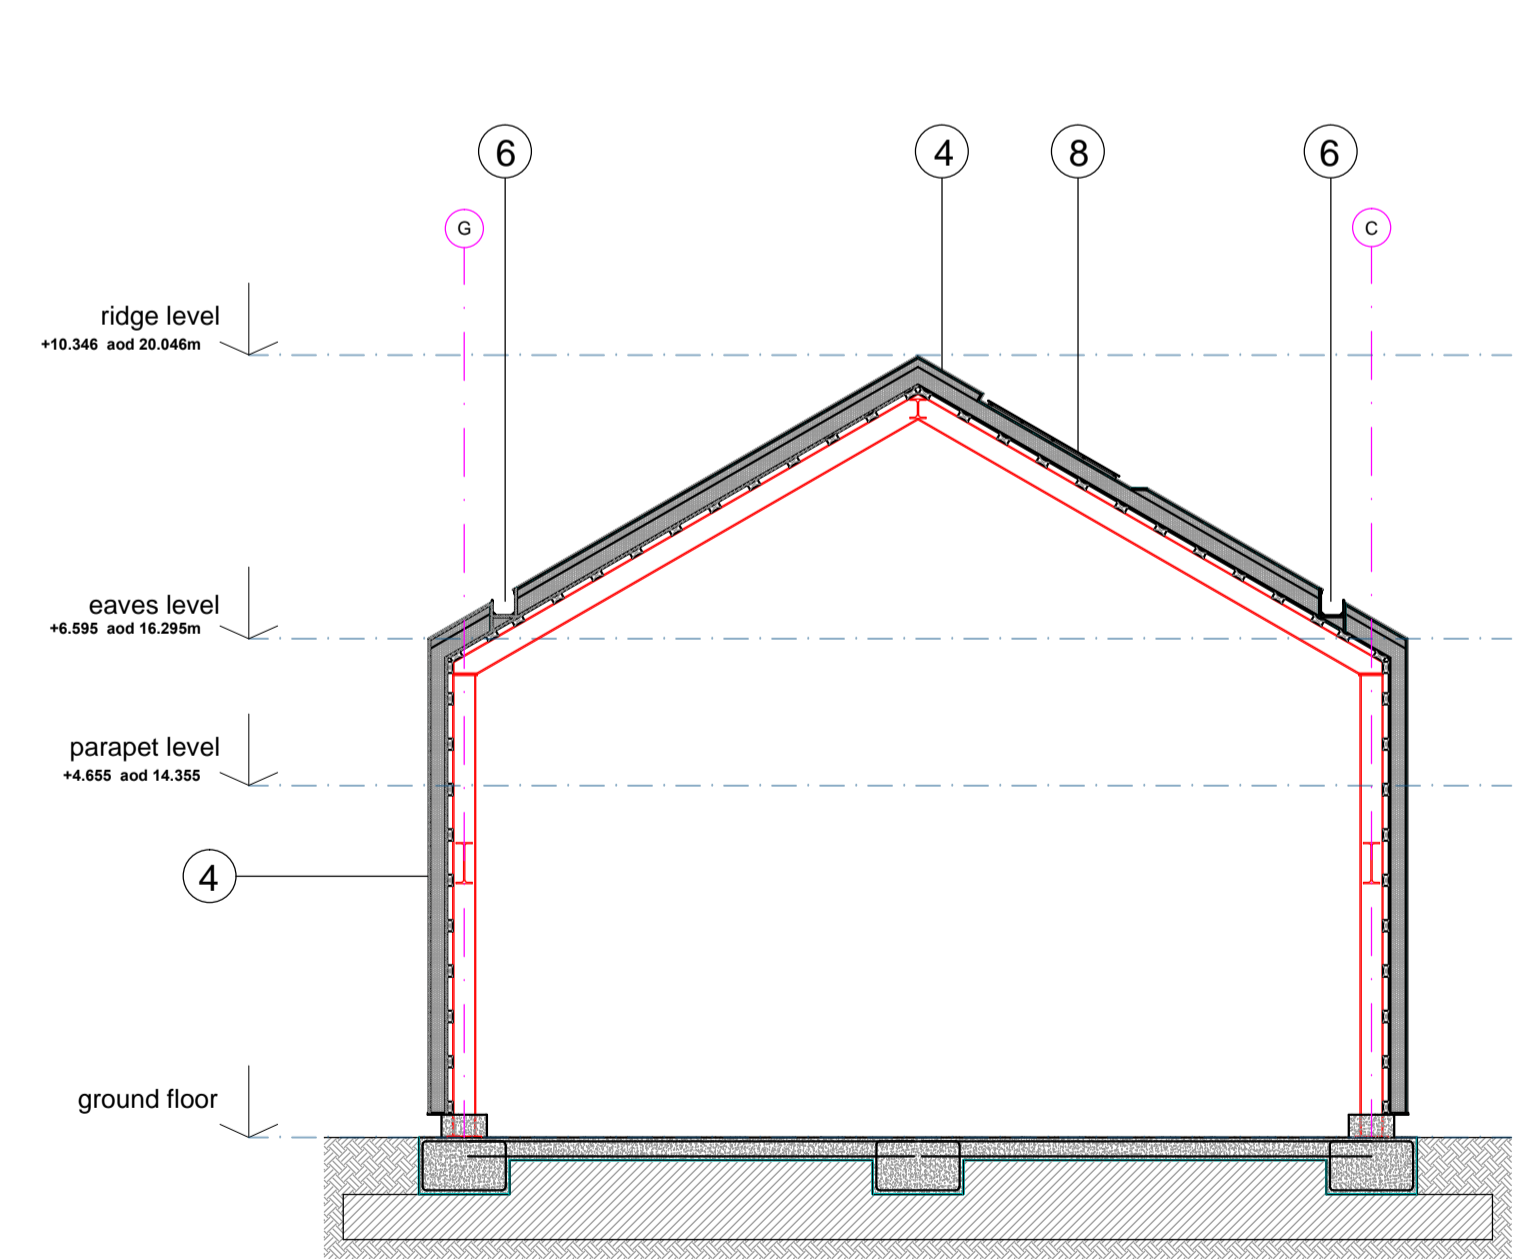 6
4
8
6
G
C
ridge level
+10.346 aod 20.046m
eaves level
+6.595 aod 16.295m
parapet level
+4.655 aod 14.355
4
ground floor